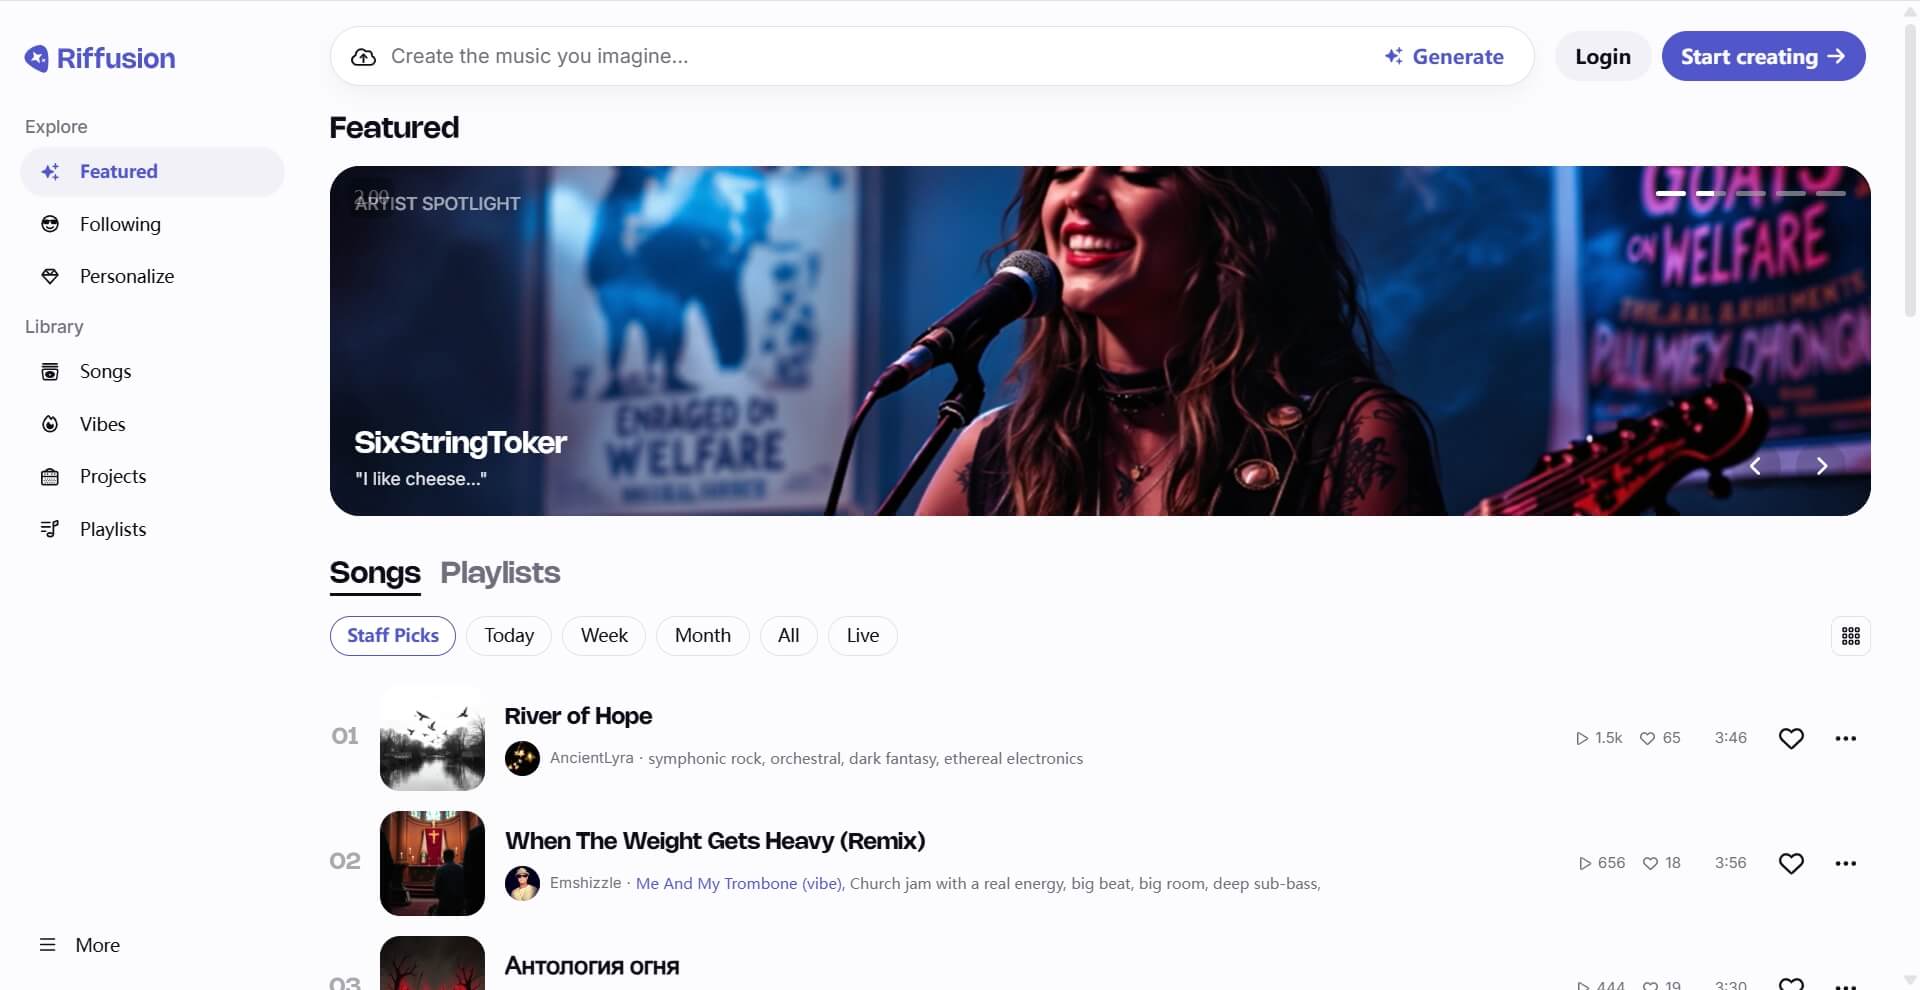 Riffusion
Create the music you imagine...
Generate
Login
Start creating
Explore
Featured
Following
Personalize
Library
Songs
Vibes
Projects
Playlists
More
Featured
2.00
ARTIST SPOTLIGHT
GOATS
ON WELFARE
ENRAGED
WELFARE
SixStringToker
"I like cheese..."
Songs Playlists
Staff Picks Today Week Month All Live
01
River of Hope
AncientLyra · symphonic rock, orchestral, dark fantasy, ethereal electronics
1.5k 65 3:46
02
When The Weight Gets Heavy (Remix)
Emshizzle · Me And My Trombone (vibe), Church jam with a real energy, big beat, big room, deep sub-bass,
656 18 3:56
03
Антология огня
444 19 3:30